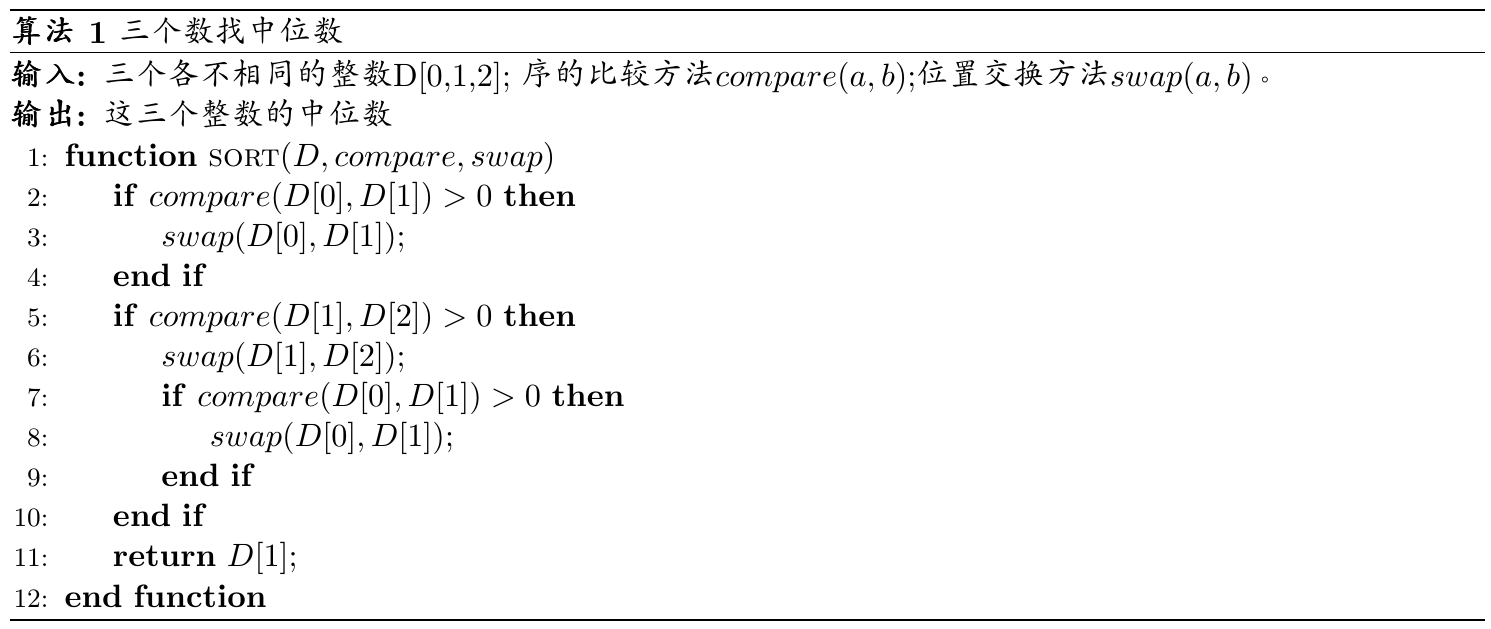 算法 1 三个数找中位数
输入: 三个各不相同的整数D[0,1,2]; 序的比较方法compare(a, b);位置交换方法swap(a, b)。
输出: 这三个整数的中位数
1: function SORT(D, compare, swap)
2: if compare(D[0], D[1]) > 0 then
3: swap(D[0], D[1]);
4: end if
5: if compare(D[1], D[2]) > 0 then
6: swap(D[1], D[2]);
7: if compare(D[0], D[1]) > 0 then
8: swap(D[0], D[1]);
9: end if
10: end if
11: return D[1];
12: end function